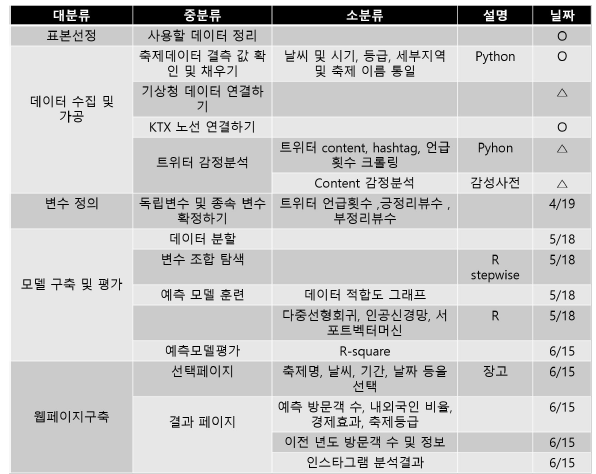 대분류 중분류 소분류 설명 날짜
표본선정 사용할 데이터 정리 O
데이터 수집 및
가공
축제데이터 결측 값 확
인 및 채우기
날씨 및 시기, 등급, 세부지역
및 축제 이름 통일
Python O
기상청 데이터 연결하
기
△
KTX 노선 연결하기 O
트위터 감정분석
트위터 content, hashtag, 언급
횟수 크롤링
Pyhon △
Content 감정분석 감성사전 △
변수 정의
독립변수 및 종속 변수
확정하기
트위터 언급횟수 ,긍정리뷰수 ,
부정리뷰수
4/19
모델 구축 및 평가
데이터 분할 5/18
변수 조합 탐색
R
stepwise
5/18
예측 모델 훈련 데이터 적합도 그래프 5/18
다중선형회귀, 인공신경망, 서
포트벡터머신
R 5/18
예측모델평가 R-square 6/15
웹페이지구축
선택페이지
축제명, 날씨, 기간, 날짜 등을
선택
장고 6/15
결과 페이지
예측 방문객 수, 내외국인 비율,
경제효과, 축제등급
6/15
이전 년도 방문객 수 및 정보 6/15
인스타그램 분석결과 6/15